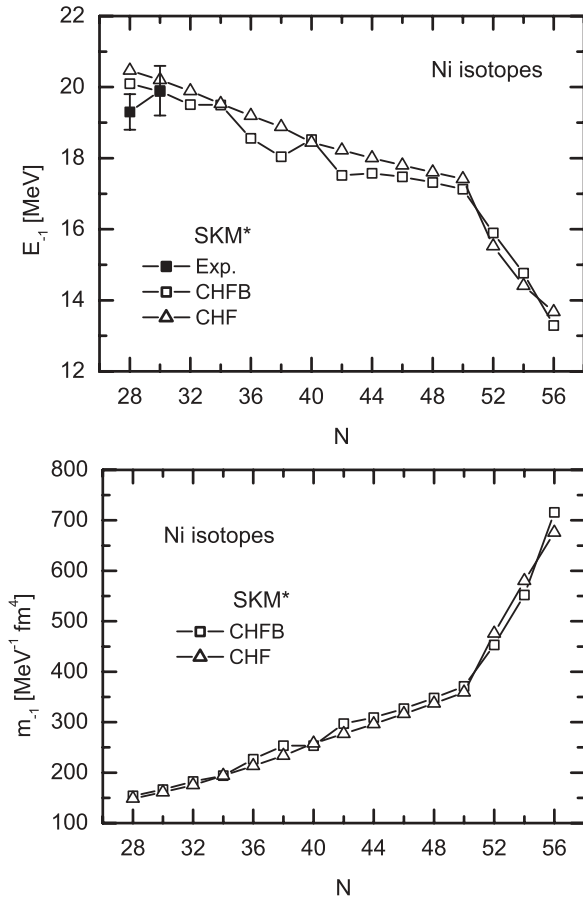 22
20
18
16
14
12
E-1 [MeV]
Ni isotopes
SKM*
Exp.
CHFB
CHF
28 32 36 40 44 48 52 56
N
800
700
600
500
400
300
200
100
m-1 [MeV-1 fm4]
Ni isotopes
SKM*
CHFB
CHF
28 32 36 40 44 48 52 56
N